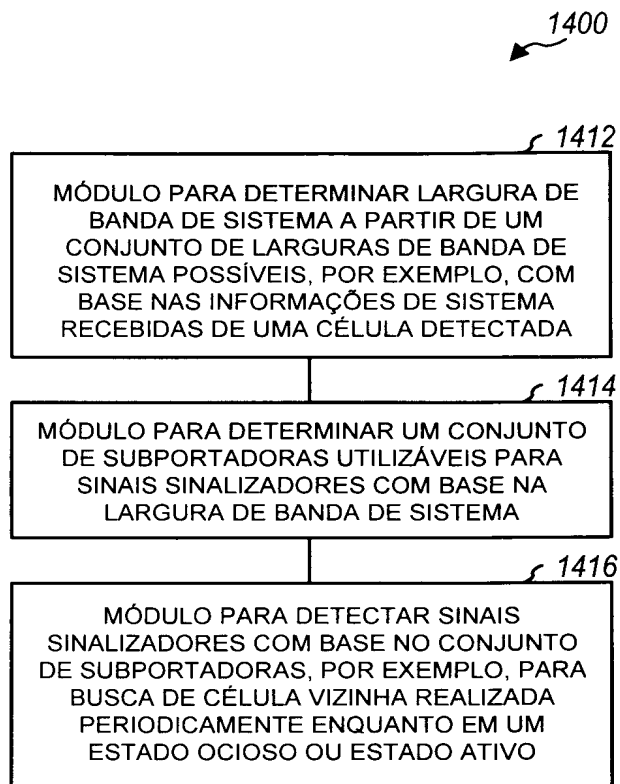 1400
1412
MÓDULO PARA DETERMINAR LARGURA DE
BANDA DE SISTEMA A PARTIR DE UM
CONJUNTO DE LARGURAS DE BANDA DE
SISTEMA POSSÍVEIS, POR EXEMPLO, COM
BASE NAS INFORMAÇÕES DE SISTEMA
RECEBIDAS DE UMA CÉLULA DETECTADA
1414
MÓDULO PARA DETERMINAR UM CONJUNTO
DE SUBPORTADORAS UTILIZÁVEIS PARA
SINAIS SINALIZADORES COM BASE NA
LARGURA DE BANDA DE SISTEMA
1416
MÓDULO PARA DETECTAR SINAIS
SINALIZADORES COM BASE NO CONJUNTO
DE SUBPORTADORAS, POR EXEMPLO, PARA
BUSCA DE CÉLULA VIZINHA REALIZADA
PERIODICAMENTE ENQUANTO EM UM
ESTADO OCIOSO OU ESTADO ATIVO